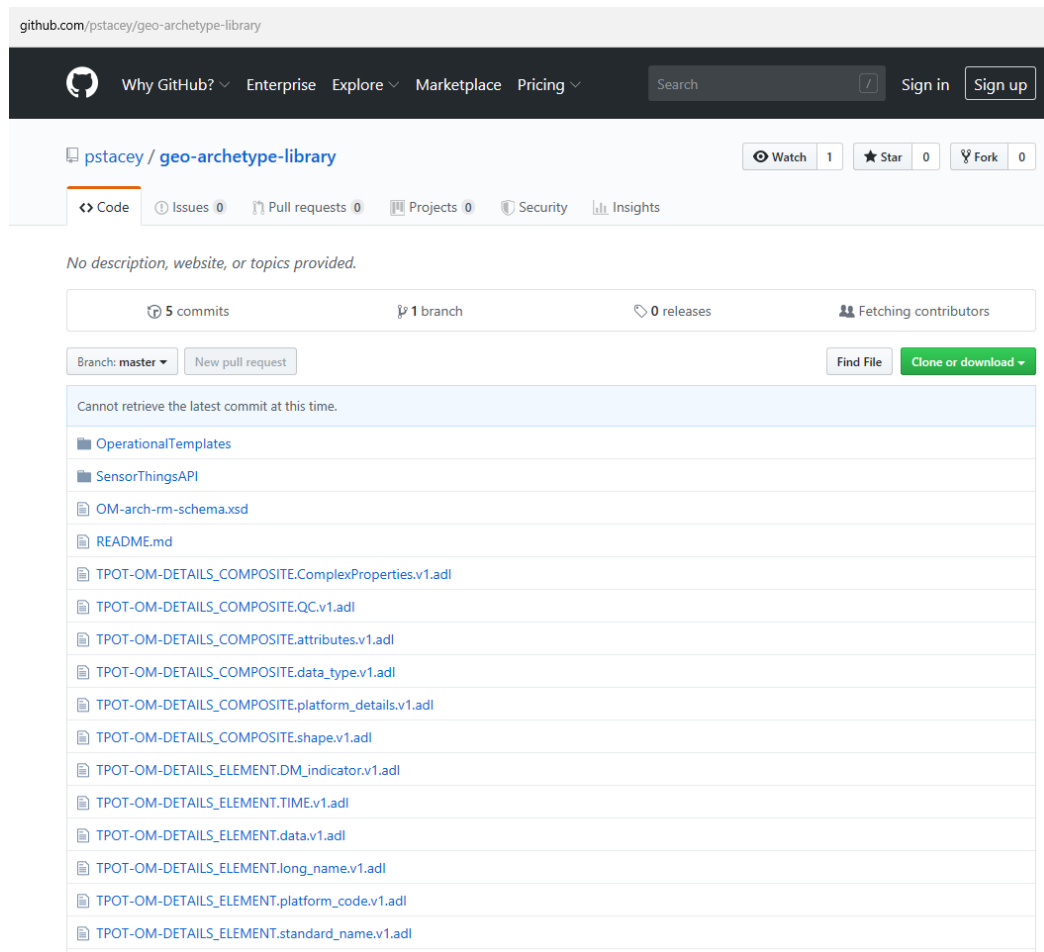 github.com/pstacey/geo-archetype-library
Why GitHub? Enterprise Explore Marketplace Pricing Search / Sign in Sign up
pstacey / geo-archetype-library Watch 1 Star 0 Fork 0
Code Issues 0 Pull requests 0 Projects 0 Security Insights
No description, website, or topics provided.
5 commits 1 branch 0 releases Fetching contributors
Branch: master New pull request Find File Clone or download
Cannot retrieve the latest commit at this time.
OperationalTemplates
SensorThingsAPI
OM-arch-rm-schema.xsd
README.md
TPOT-OM-DETAILS_COMPOSITE.ComplexProperties.v1.adl
TPOT-OM-DETAILS_COMPOSITE.QC.v1.adl
TPOT-OM-DETAILS_COMPOSITE.attributes.v1.adl
TPOT-OM-DETAILS_COMPOSITE.data_type.v1.adl
TPOT-OM-DETAILS_COMPOSITE.platform_details.v1.adl
TPOT-OM-DETAILS_COMPOSITE.shape.v1.adl
TPOT-OM-DETAILS_ELEMENT.DM_indicator.v1.adl
TPOT-OM-DETAILS_ELEMENT.TIME.v1.adl
TPOT-OM-DETAILS_ELEMENT.data.v1.adl
TPOT-OM-DETAILS_ELEMENT.long_name.v1.adl
TPOT-OM-DETAILS_ELEMENT.platform_code.v1.adl
TPOT-OM-DETAILS_ELEMENT.standard_name.v1.adl